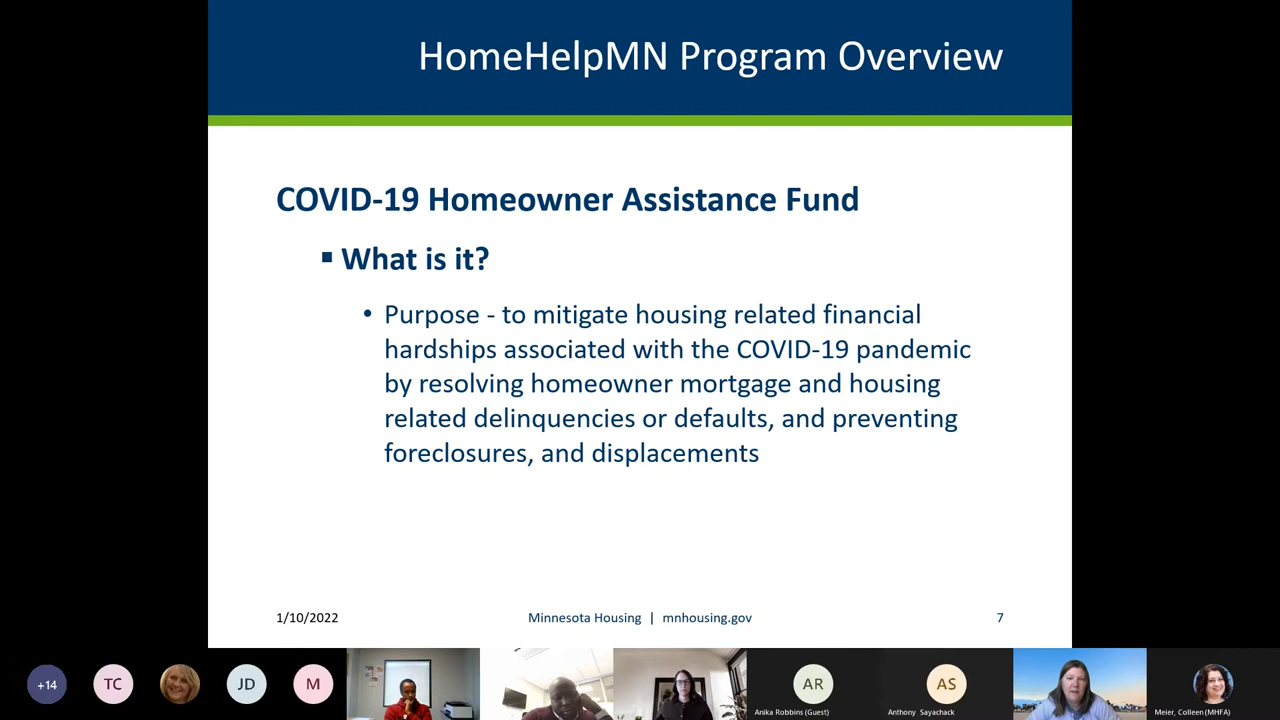 HomeHelpMN Program Overview
COVID-19 Homeowner Assistance Fund
▪ What is it?
• Purpose - to mitigate housing related financial
hardships associated with the COVID-19 pandemic
by resolving homeowner mortgage and housing
related delinquencies or defaults, and preventing
foreclosures, and displacements
1/10/2022
Minnesota Housing | mnhousing.gov
7
+14
TC
JD
M
AR
Anika Robbins (Guest)
AS
Anthony Sayachack
Meier, Colleen (MHFA)